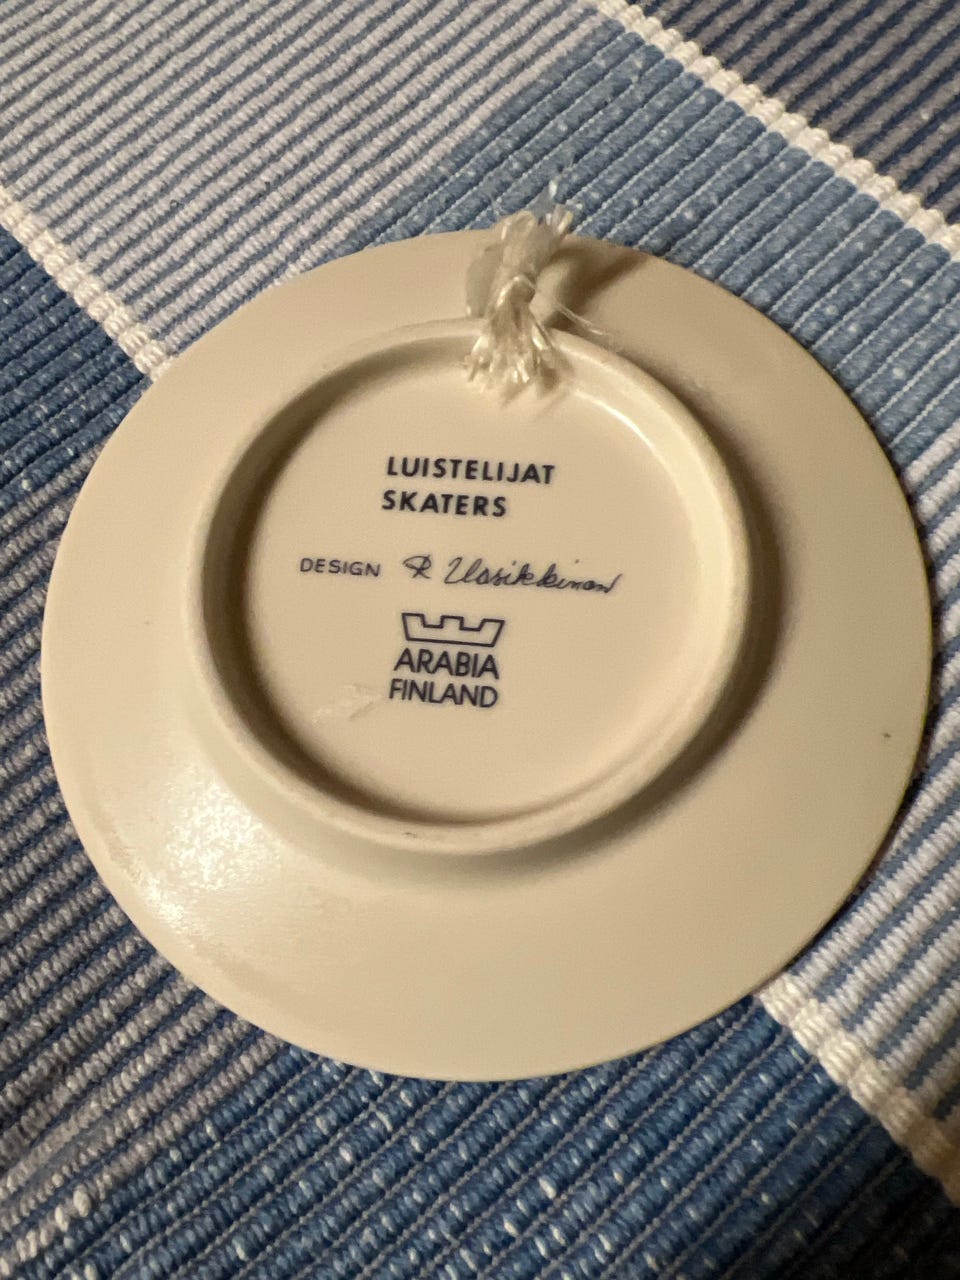 LUISTELIJAT
SKATERS
DESIGN R Uosikkinen
ARABIA
FINLAND